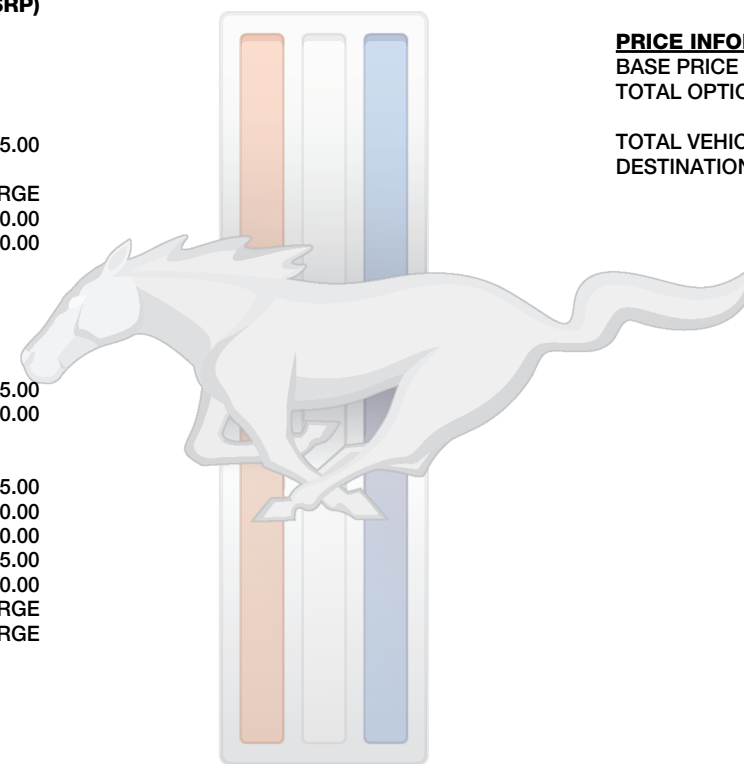 SRP)
5.00
RGE
0.00
0.00
5.00
0.00
5.00
0.00
0.00
5.00
0.00
RGE
RGE
PRICE INFO
BASE PRICE
TOTAL OPTIO
TOTAL VEHIC
DESTINATION